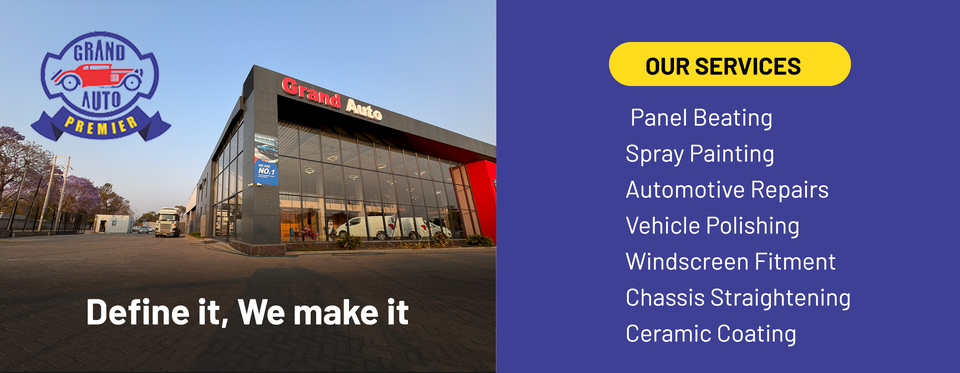 GRAND
AUTO
PREMIER
Grand Auto
NO.1
Define it, We make it
OUR SERVICES
Panel Beating
Spray Painting
Automotive Repairs
Vehicle Polishing
Windscreen Fitment
Chassis Straightening
Ceramic Coating